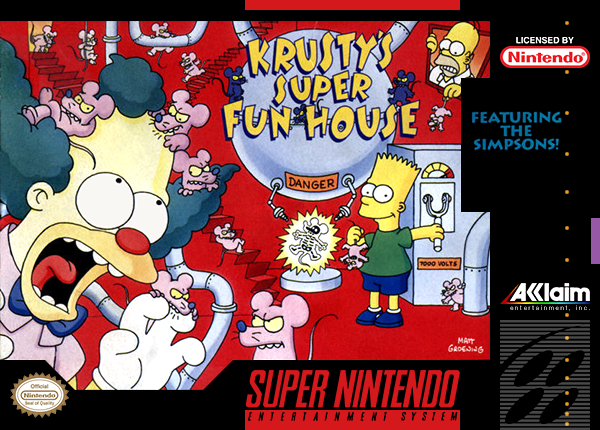 KRUSTY'S
SUPER
FUN HOUSE
LICENSED BY
Nintendo
FEATURING
THE
SIMPSONS!
DANGER
7000 VOLTS
MATT
GROENING
AKlaim
entertainment, inc.
Official
Nintendo
Seal of Quality
SUPER NINTENDO
ENTERTAINMENT SYSTEM